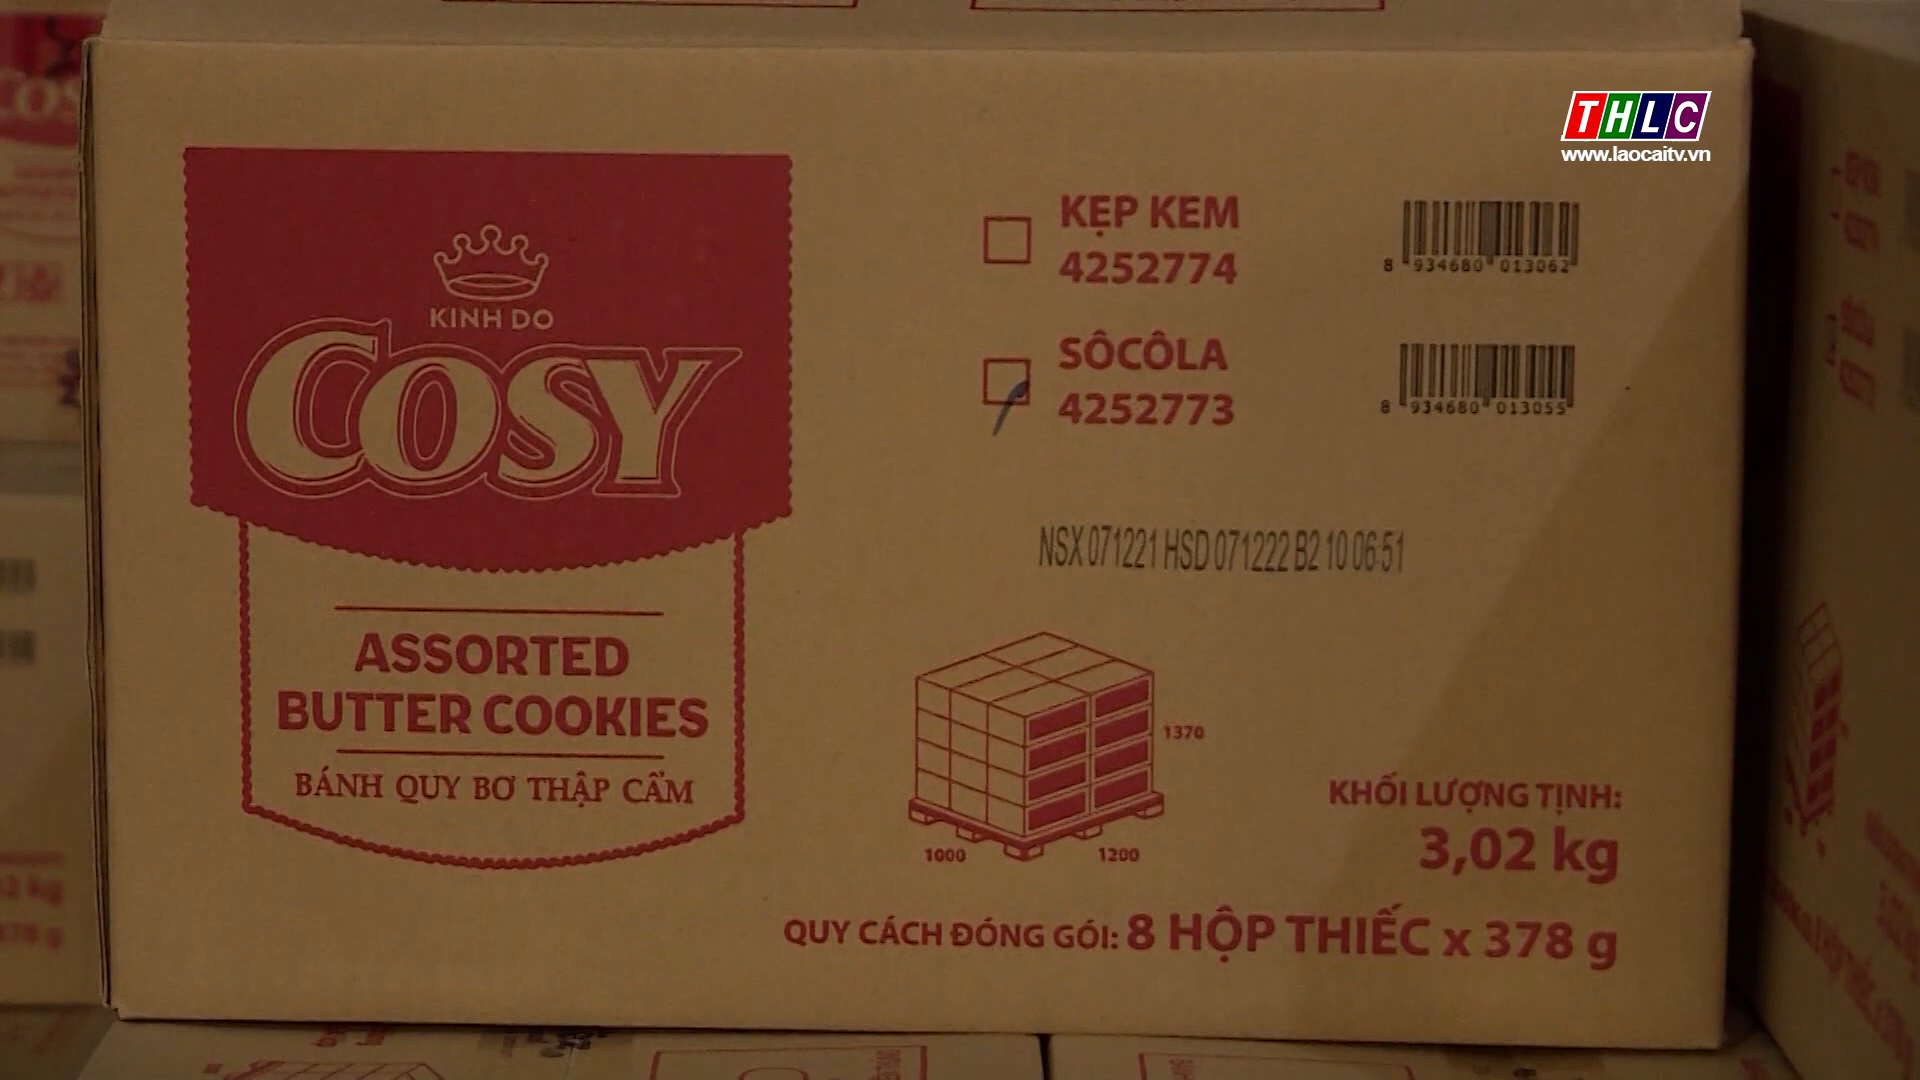 THLC
www.laocaitv.vn
KINH DO
COSY
ASSORTED
BUTTER COOKIES
BÁNH QUY BƠ THẬP CẨM
KẸP KEM
4252774
8 934680 013062
SÔCÔLA
4252773
8 934680 013055
NSX 071221 HSD 071222 B2 10 06:51
1370
1000
1200
KHỐI LƯỢNG TỊNH:
3,02 kg
QUY CÁCH ĐÓNG GÓI: 8 HỘP THIẾC x 378 g